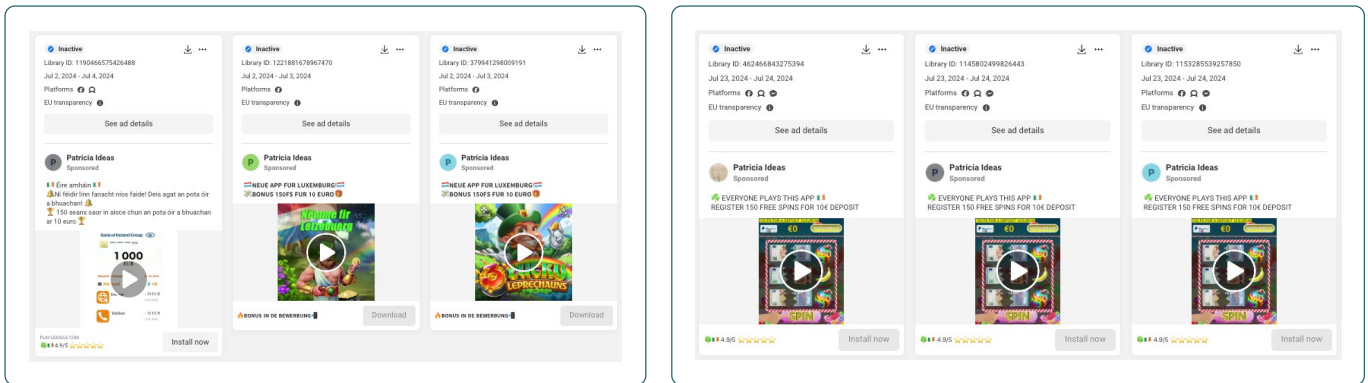 Inactive
Library ID: 1190466575426488
Jul 2, 2024 - Jul 4, 2024
Platforms
EU transparency
See ad details
Patricia Ideas
Sponsored
Éire amháin
Ní féidir linn fanacht níos faide! Deis agat an pota óir
a bhuachan!
150 seans saor in aisce chun an pota óir a bhuachan
ar 10 euro
Bank of Ireland Group
1 000
EUR
PLAY.GOOGLE.COM
4.9/5
Install now
Inactive
Library ID: 1221881678967470
Jul 2, 2024 - Jul 3, 2024
Platforms
EU transparency
See ad details
Patricia Ideas
Sponsored
NEUE APP FUR LUXEMBURG!
BONUS 150FS FUR 10 EURO
Kënnne fir
Lëtzebuerg
BONUS IN DE BEWERBUNG
Download
Inactive
Library ID: 379941298009191
Jul 2, 2024 - Jul 3, 2024
Platforms
EU transparency
See ad details
Patricia Ideas
Sponsored
NEUE APP FUR LUXEMBURG!
BONUS 150FS FUR 10 EURO
3 LUCKY
LEPRECHAUNS
BONUS IN DE BEWERBUNG
Download
Inactive
Library ID: 462466843275394
Jul 23, 2024 - Jul 24, 2024
Platforms
EU transparency
See ad details
Patricia Ideas
Sponsored
EVERYONE PLAYS THIS APP
REGISTER 150 FREE SPINS FOR 10€ DEPOSIT
€0
SPIN
4.9/5
Install now
Inactive
Library ID: 1145802499826443
Jul 23, 2024 - Jul 24, 2024
Platforms
EU transparency
See ad details
Patricia Ideas
Sponsored
EVERYONE PLAYS THIS APP
REGISTER 150 FREE SPINS FOR 10€ DEPOSIT
€0
SPIN
4.9/5
Install now
Inactive
Library ID: 1153285539257850
Jul 23, 2024 - Jul 24, 2024
Platforms
EU transparency
See ad details
P
Patricia Ideas
Sponsored
EVERYONE PLAYS THIS APP
REGISTER 150 FREE SPINS FOR 10€ DEPOSIT
€0
SPIN
4.9/5
Install now